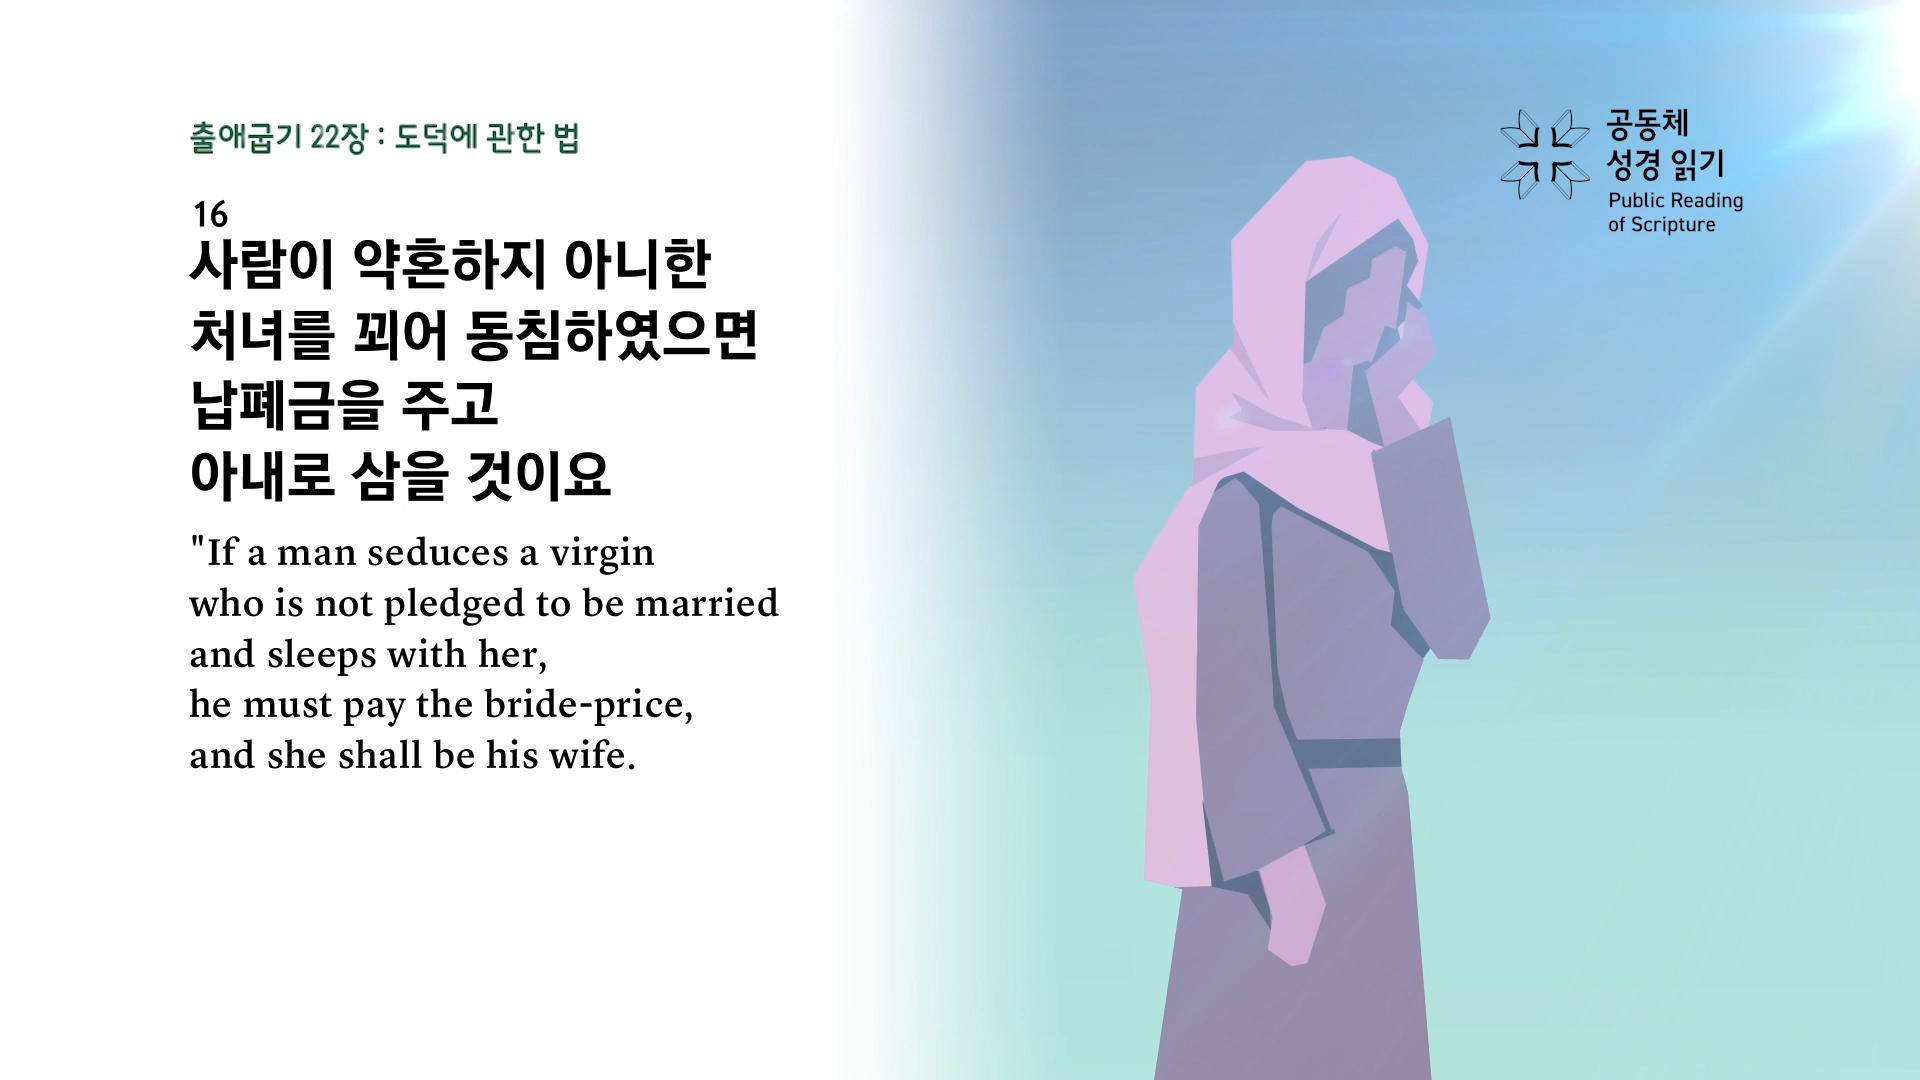 출애굽기 22장 : 도덕에 관한 법
16
사람이 약혼하지 아니한
처녀를 꾀어 동침하였으면
납폐금을 주고
아내로 삼을 것이요
"If a man seduces a virgin
who is not pledged to be married
and sleeps with her,
he must pay the bride-price,
and she shall be his wife.
공동체
성경 읽기
Public Reading
of Scripture